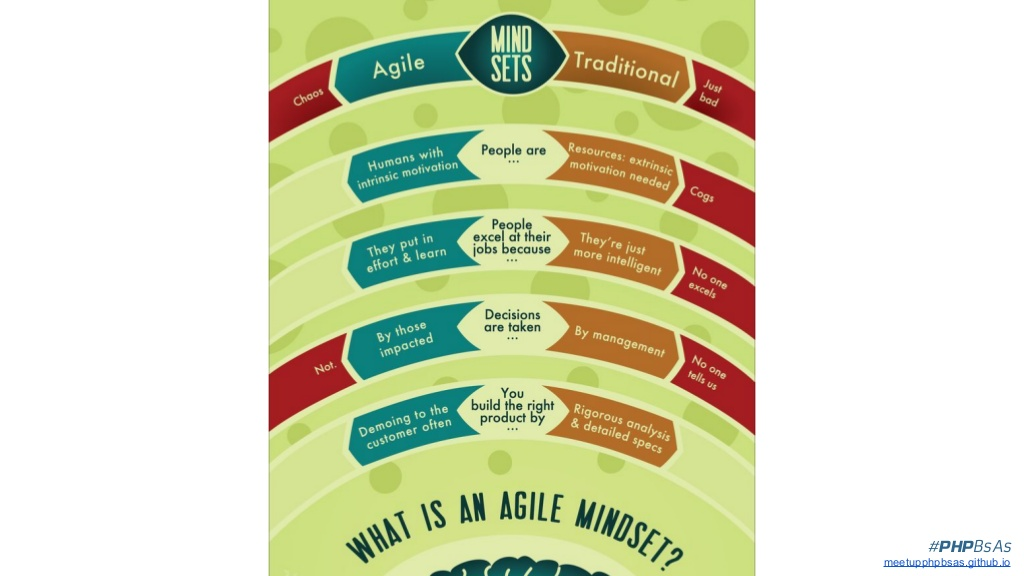 MIND
SETS
Chaos
Agile
Traditional
Just
bad
Humans with
intrinsic motivation
People are
...
Resources: extrinsic
motivation needed
Cogs
They put in
effort & learn
People
excel at their
jobs because
...
They're just
more intelligent
No one
excels
Not.
By those
impacted
Decisions
are taken
...
By management
No one
tells us
Demoing to the
customer often
You
build the right
product by
...
Rigorous analysis
& detailed specs
WHAT IS AN AGILE MINDSET?
#PHPBsAs
meetupphpbsas.github.io